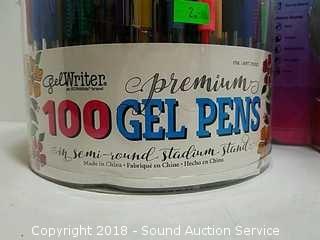 gelWriter
premium
100 GEL PENS
in semi-round stadium stand
Made in China • Fabriqué en Chine • Hecho en China
Copyright 2018 - Sound Auction Service